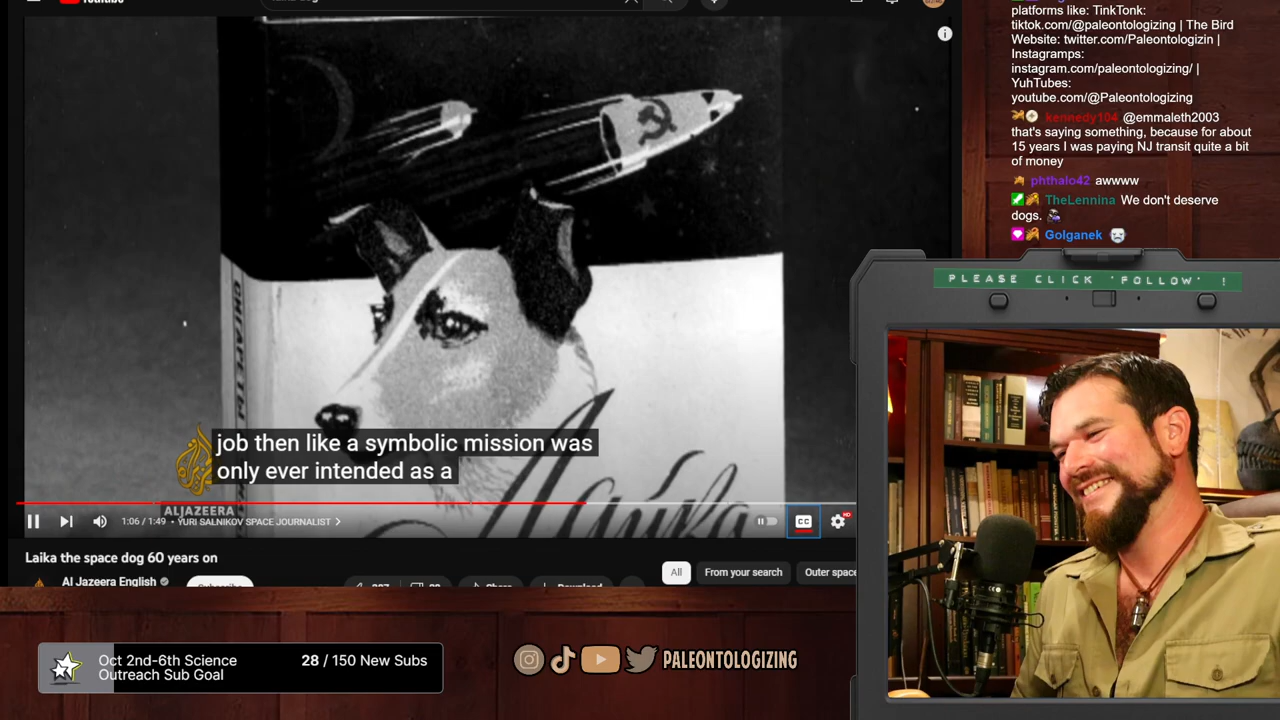 job then like a symbolic mission was
only ever intended as a
ALJAZEERA
Лайка
1:06 / 1:49 • YURI SALNIKOV SPACE JOURNALIST
CC
HD
Laika the space dog 60 years on
Al Jazeera English
All
From your search
Outer space
platforms like: TinkTonk:
tiktok.com/@paleontologizing | The Bird
Website: twitter.com/Paleontologizin |
Instagramps:
instagram.com/paleontologizing/ |
YuhTubes:
youtube.com/@Paleontologizing
kennedy104 @emmaleth2003
that's saying something, because for about
15 years I was paying NJ transit quite a bit
of money
phthalo42 awwww
TheLennina We don't deserve
dogs.
Golganek
PLEASE CLICK 'FOLLOW' !
Oct 2nd-6th Science
Outreach Sub Goal
28 / 150 New Subs
PALEONTOLOGIZING